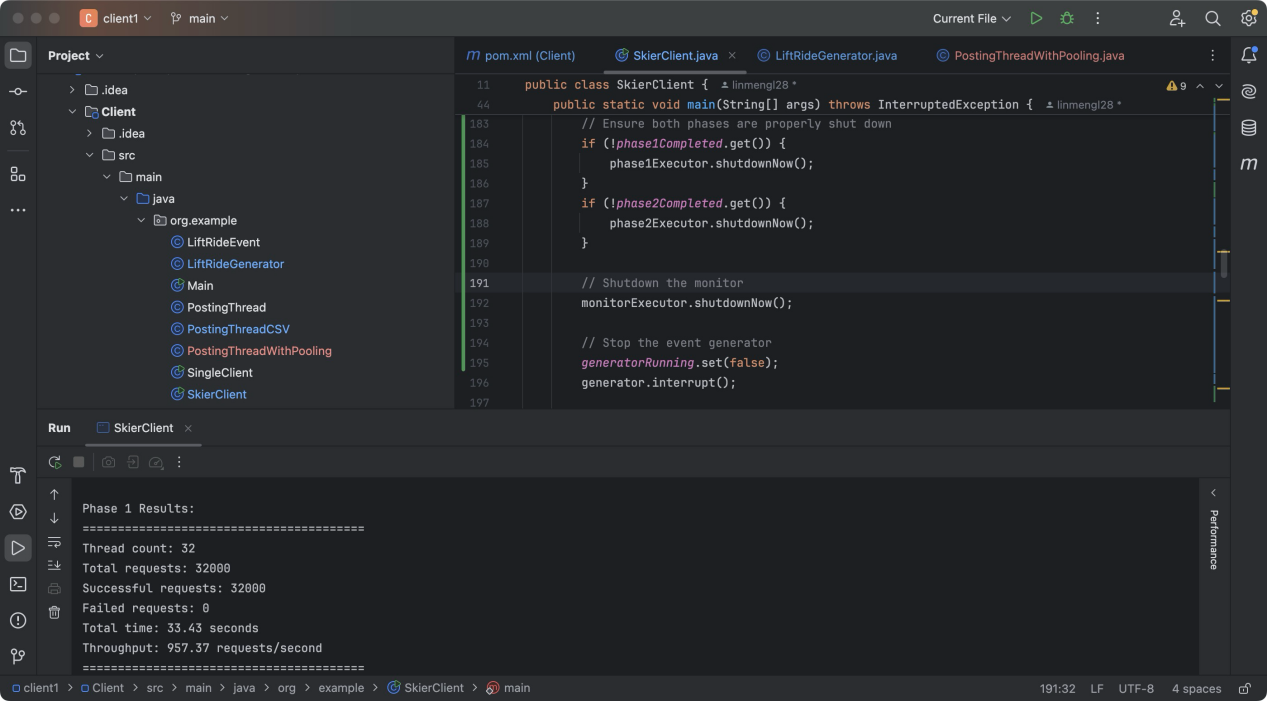 C client1 main Current File
Project
m pom.xml (Client) SkierClient.java LiftRideGenerator.java PostingThreadWithPooling.java
.idea
Client
.idea
src
main
java
org.example
LiftRideEvent
LiftRideGenerator
Main
PostingThread
PostingThreadCSV
PostingThreadWithPooling
SingleClient
SkierClient
11 public class SkierClient { linmengl28 *
9
44 public static void main(String[] args) throws InterruptedException { linmengl28 *
183 // Ensure both phases are properly shut down
184 if (!phase1Completed.get()) {
185 phase1Executor.shutdownNow();
186 }
187 if (!phase2Completed.get()) {
188 phase2Executor.shutdownNow();
189 }
190
191 // Shutdown the monitor
192 monitorExecutor.shutdownNow();
193
194 // Stop the event generator
195 generatorRunning.set(false);
196 generator.interrupt();
197
m
Run SkierClient
Phase 1 Results:
========================================
Thread count: 32
Total requests: 32000
Successful requests: 32000
Failed requests: 0
Total time: 33.43 seconds
Throughput: 957.37 requests/second
========================================
Performance
client1 > Client > src > main > java > org > example > SkierClient > main 191:32 LF UTF-8 4 spaces